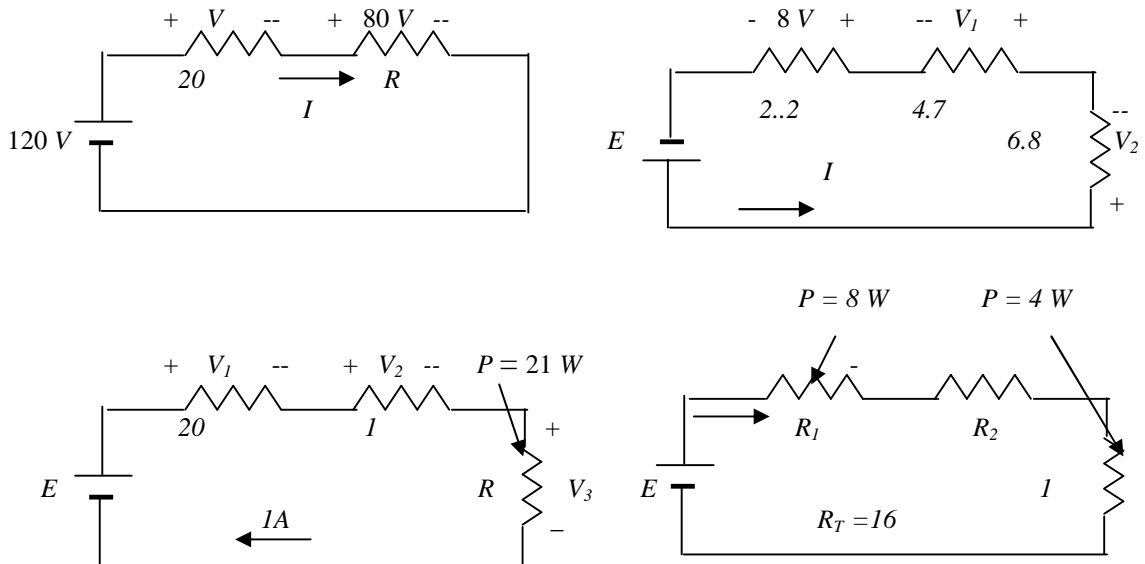 + V -- + 80 V --
20 R
I
120 V
- 8 V + -- V1 +
2..2 4.7 --
E 6.8 V2
I
+
+ V1 -- + V2 -- P = 21 W
20 1 +
E R V3
1A –
P = 8 W P = 4 W
-
R1 R2
E 1
RT =16